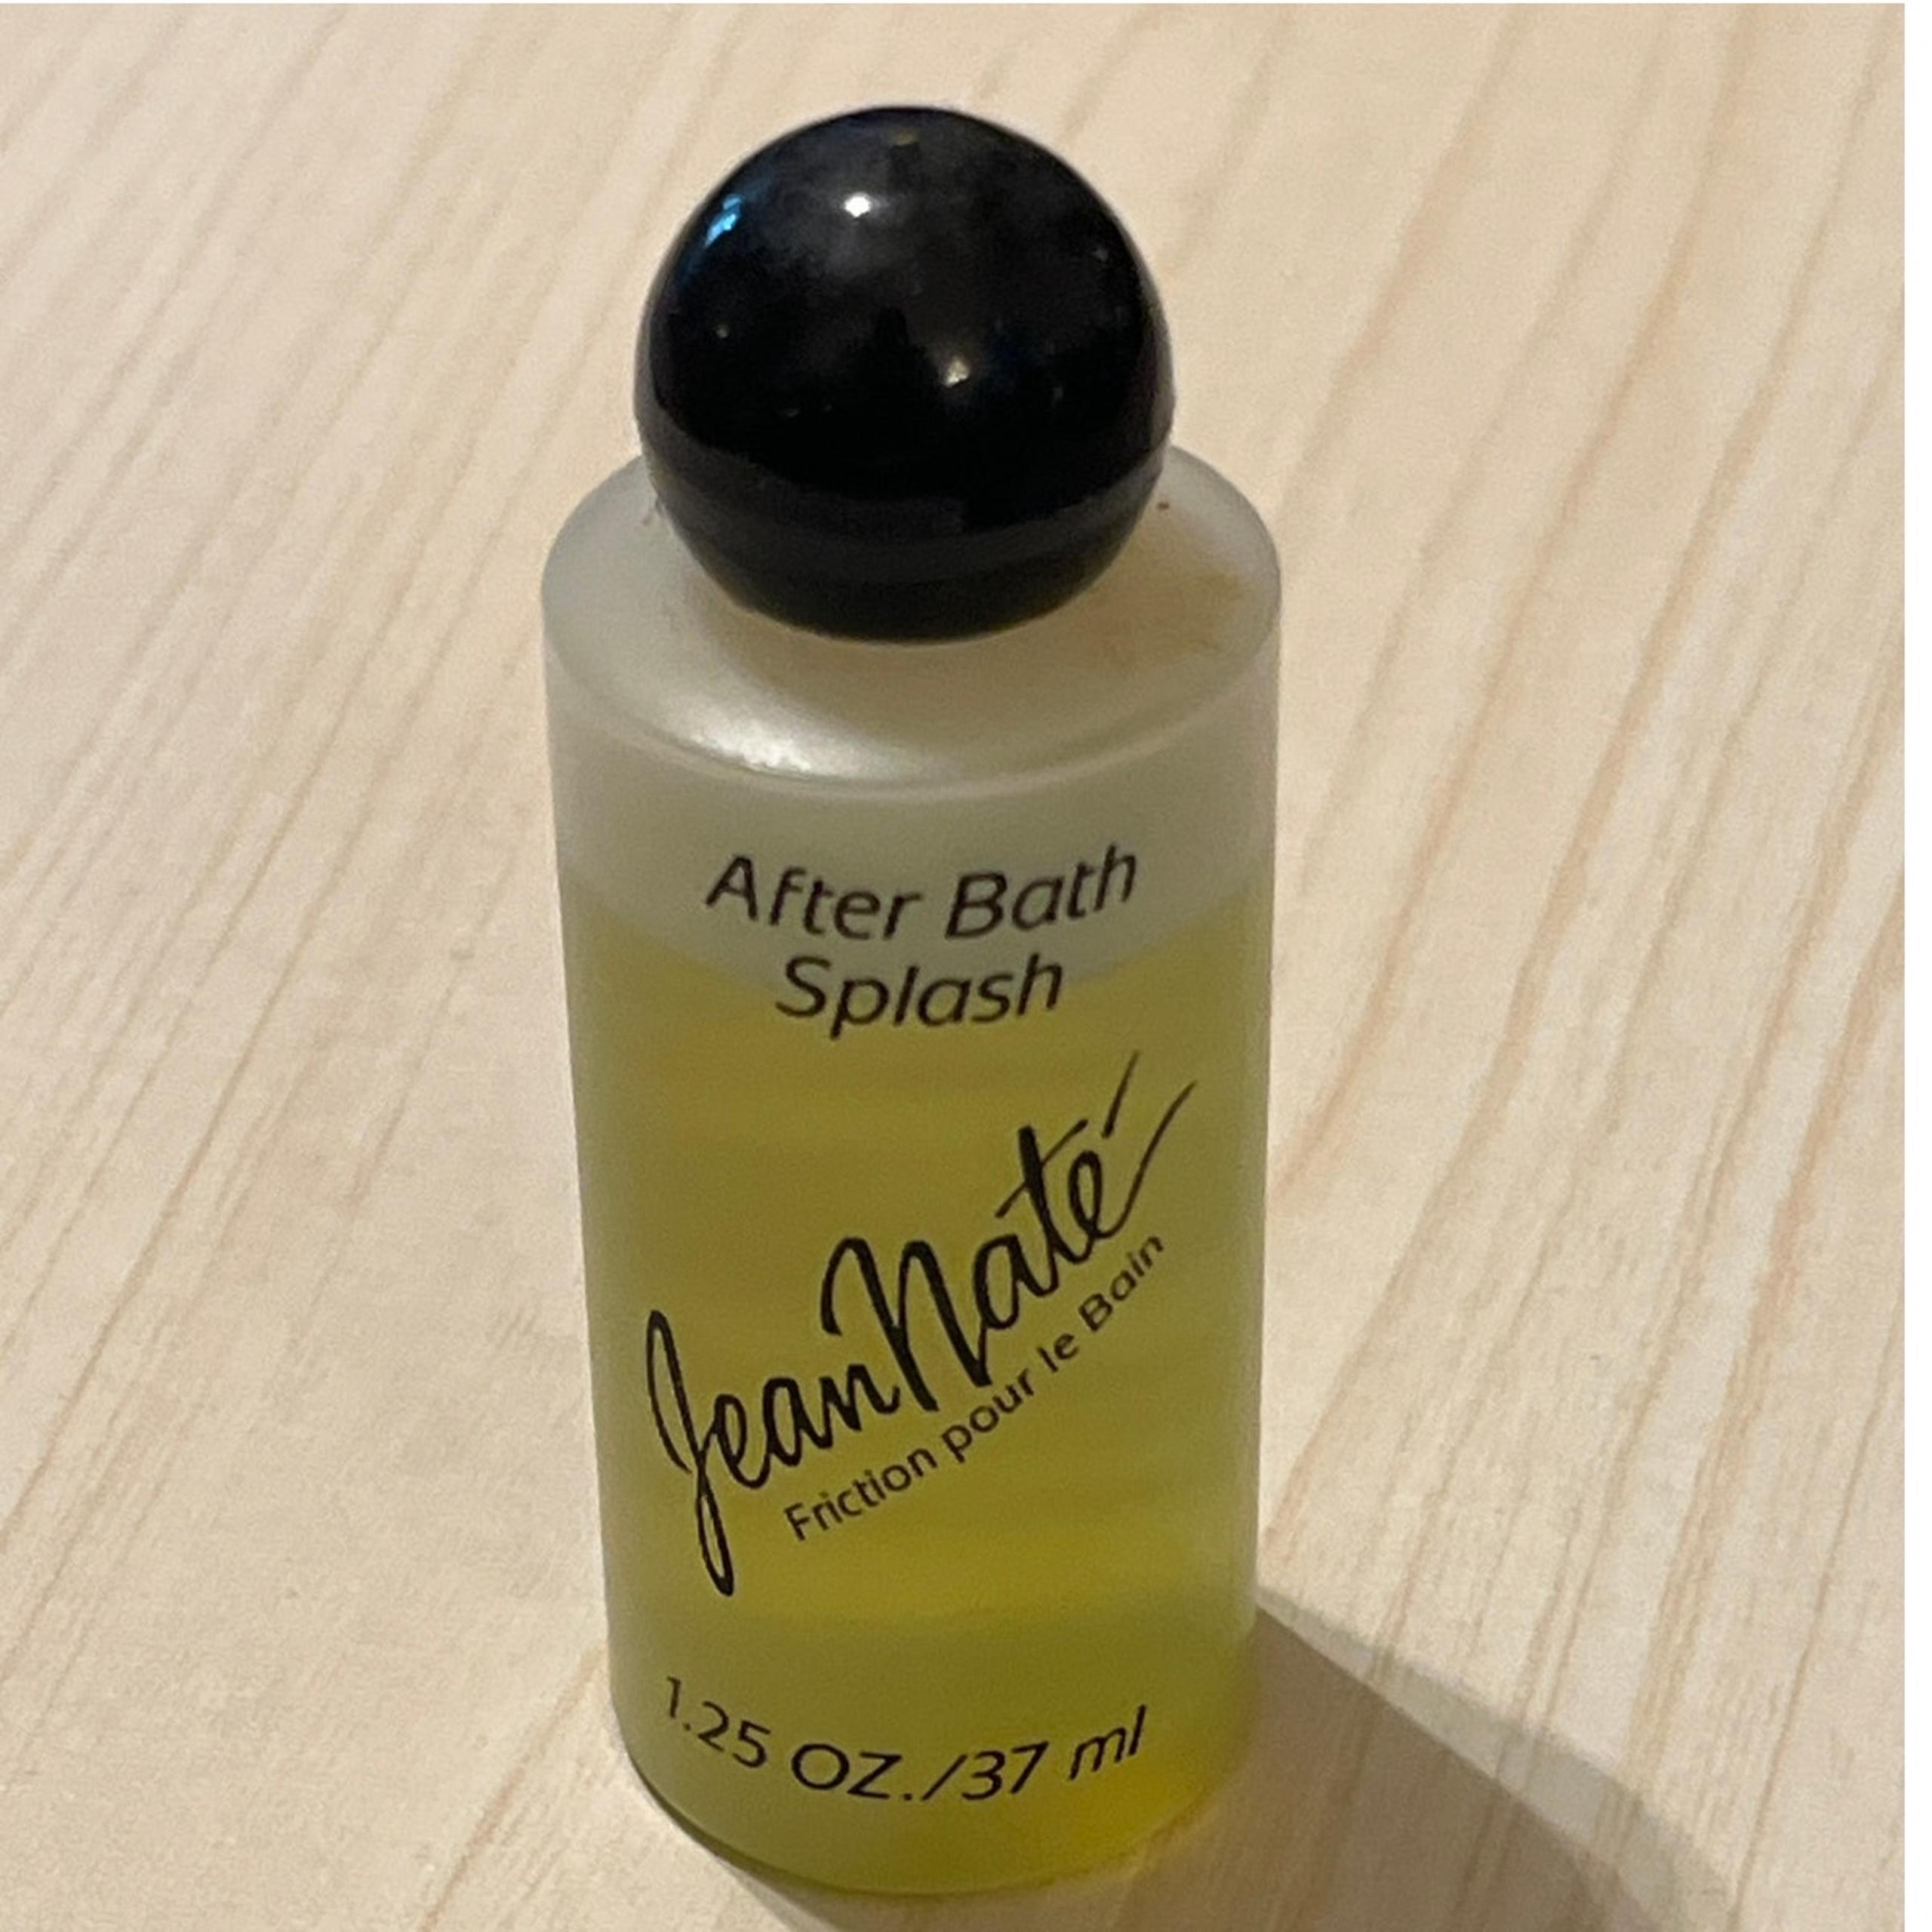 After Bath
Splash
Jean Naté
Friction pour le Bain
1.25 OZ./37 ml